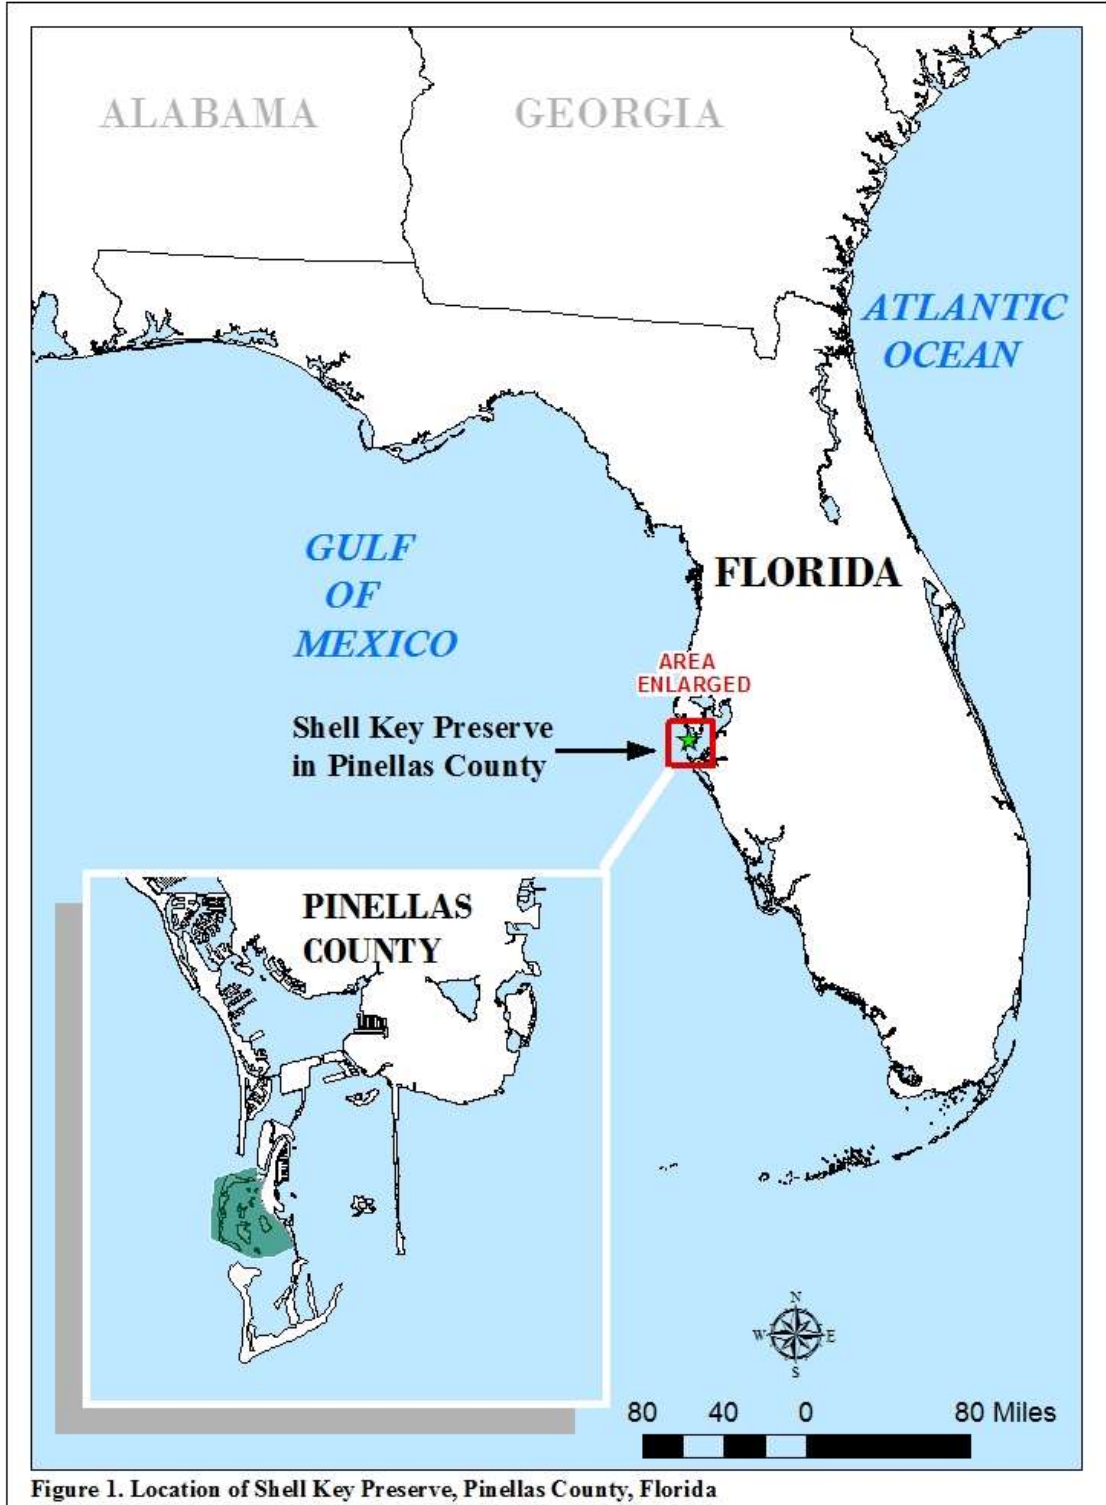 ALABAMA
GEORGIA
ATLANTIC
OCEAN
GULF
OF
MEXICO
FLORIDA
AREA
ENLARGED
Shell Key Preserve
in Pinellas County
PINELLAS
COUNTY
N
W E
S
80 40 0 80 Miles
Figure 1. Location of Shell Key Preserve, Pinellas County, Florida